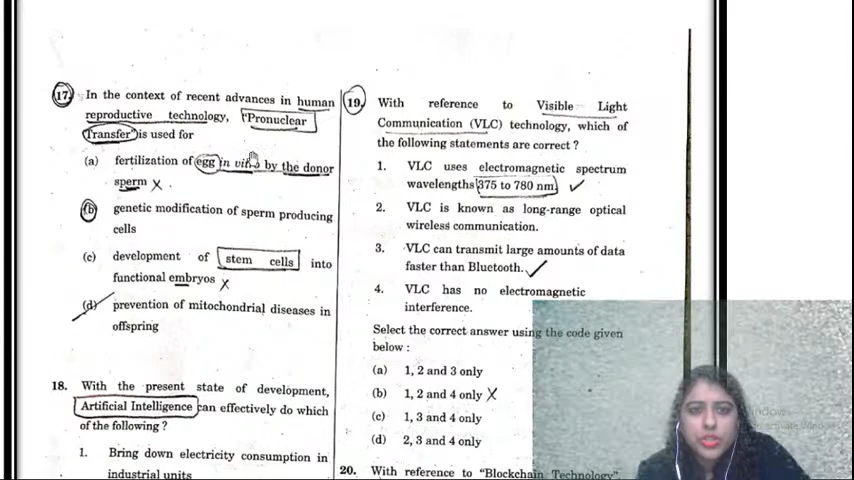 17. In the context of recent advances in human
reproductive technology, "Pronuclear
Transfer" is used for
(a) fertilization of egg in vitro by the donor
sperm X
(b) genetic modification of sperm producing
cells
(c) development of stem cells into
functional embryos X
(d) prevention of mitochondrial diseases in
offspring
18. With the present state of development,
Artificial Intelligence can effectively do which
of the following ?
1. Bring down electricity consumption in
industrial units
19. With reference to Visible Light
Communication (VLC) technology, which of
the following statements are correct ?
1. VLC uses electromagnetic spectrum
wavelengths 375 to 780 nm.
2. VLC is known as long-range optical
wireless communication.
3. VLC can transmit large amounts of data
faster than Bluetooth.
4. VLC has no electromagnetic
interference.
Select the correct answer using the code given
below :
(a) 1, 2 and 3 only
(b) 1, 2 and 4 only X
(c) 1, 3 and 4 only
(d) 2, 3 and 4 only
20. With reference to "Blockchain Technology",